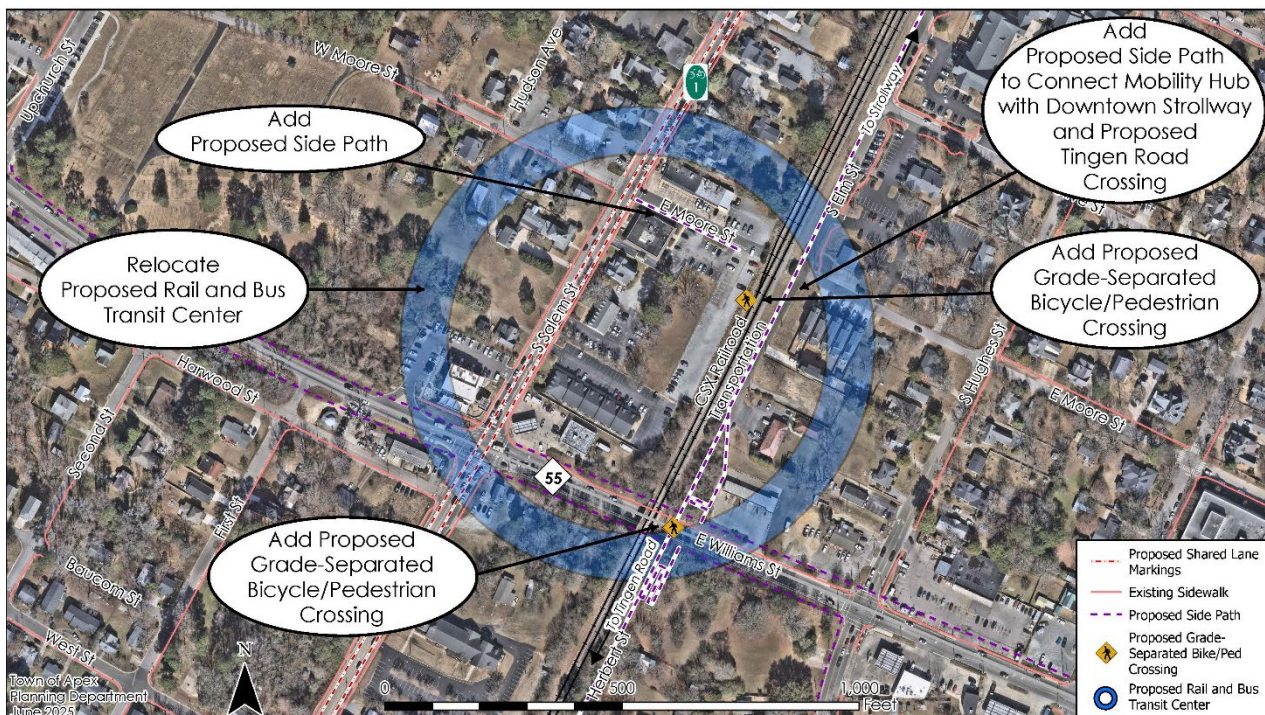 Upchurch St
W Moore St
Hudson Ave
1
To Strollway
Add
Proposed Side Path
to Connect Mobility Hub
with Downtown Strollway
and Proposed
Tingen Road
Crossing
Add
Proposed Side Path
E Moore St
S Elm St
Relocate
Proposed Rail and Bus
Transit Center
S Salem St
Add Proposed
Grade-Separated
Bicycle/Pedestrian
Crossing
CSX Railroad
Transportation
S Hughes St
E Moore St
Harwood St
Second St
First St
55
E Williams St
Add Proposed
Grade-Separated
Bicycle/Pedestrian
Crossing
Baucom St
West St
To Tingen Road
Herbert St
N
Town of Apex
Planning Department
June 2025
0
500
1,000
Feet
Proposed Shared Lane
Markings
Existing Sidewalk
Proposed Side Path
Proposed Grade-
Separated Bike/Ped
Crossing
Proposed Rail and Bus
Transit Center